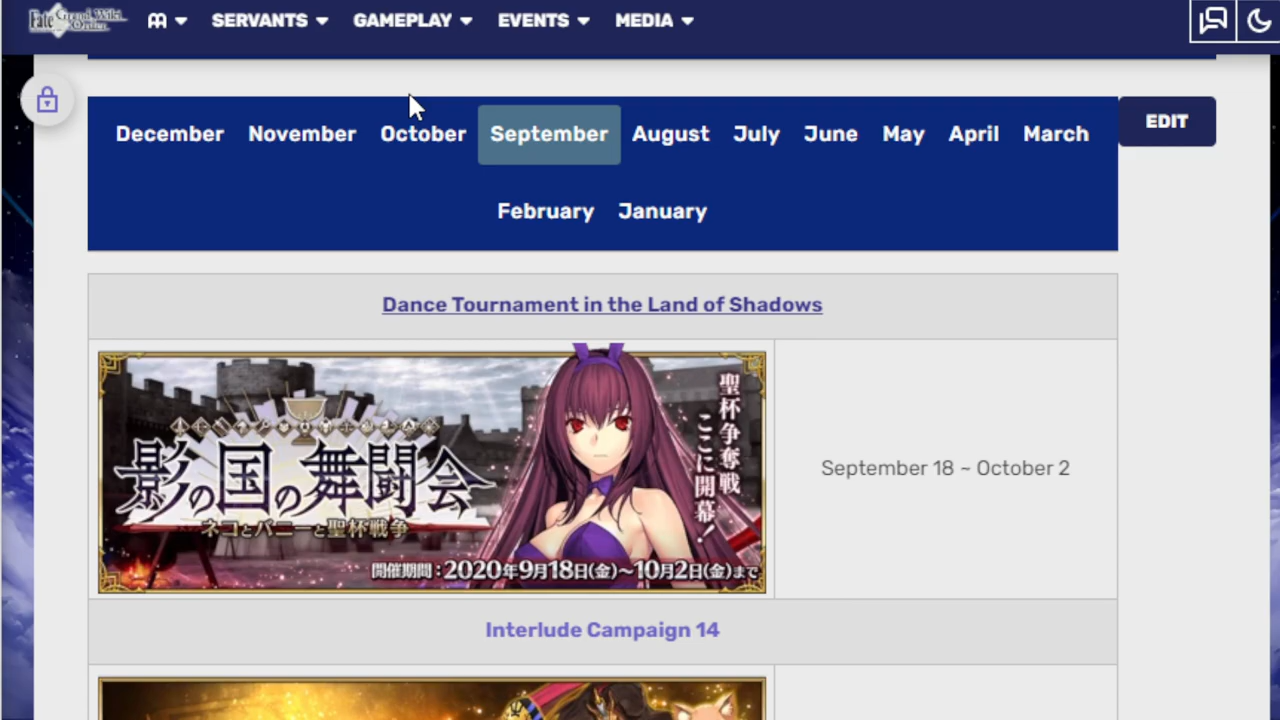 Fate Grand Wiki
Order
SERVANTS
GAMEPLAY
EVENTS
MEDIA
December November October September August July June May April March
February January
EDIT
Dance Tournament in the Land of Shadows
影の国の舞闘会
ネコとバニーと聖杯戦争
聖杯争奪戦
ここに開幕!
開催期間:2020年9月18日(金)~10月2日(金)まで
September 18 ~ October 2
Interlude Campaign 14